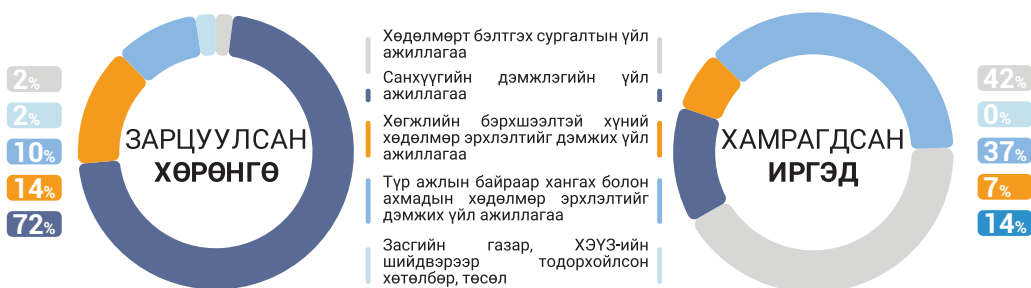 2%
2%
10%
14%
72%
ЗАРЦУУЛСАН
ХӨРӨНГӨ
Хөдөлмөрт бэлтгэх сургалтын үйл
ажиллагаа
Санхүүгийн дэмжлэгийн үйл
ажиллагаа
Хөгжлийн бэрхшээлтэй хүний
хөдөлмөр эрхлэлтийг дэмжих үйл
ажиллагаа
Түр ажлын байраар хангах болон
ахмадын хөдөлмөр эрхлэлтийг
дэмжих үйл ажиллагаа
Засгийн газар, ХЭҮЗ-ийн
шийдвэрээр тодорхойлсон
хөтөлбөр, төсөл
ХАМРАГДСАН
ИРГЭД
42%
0%
37%
7%
14%